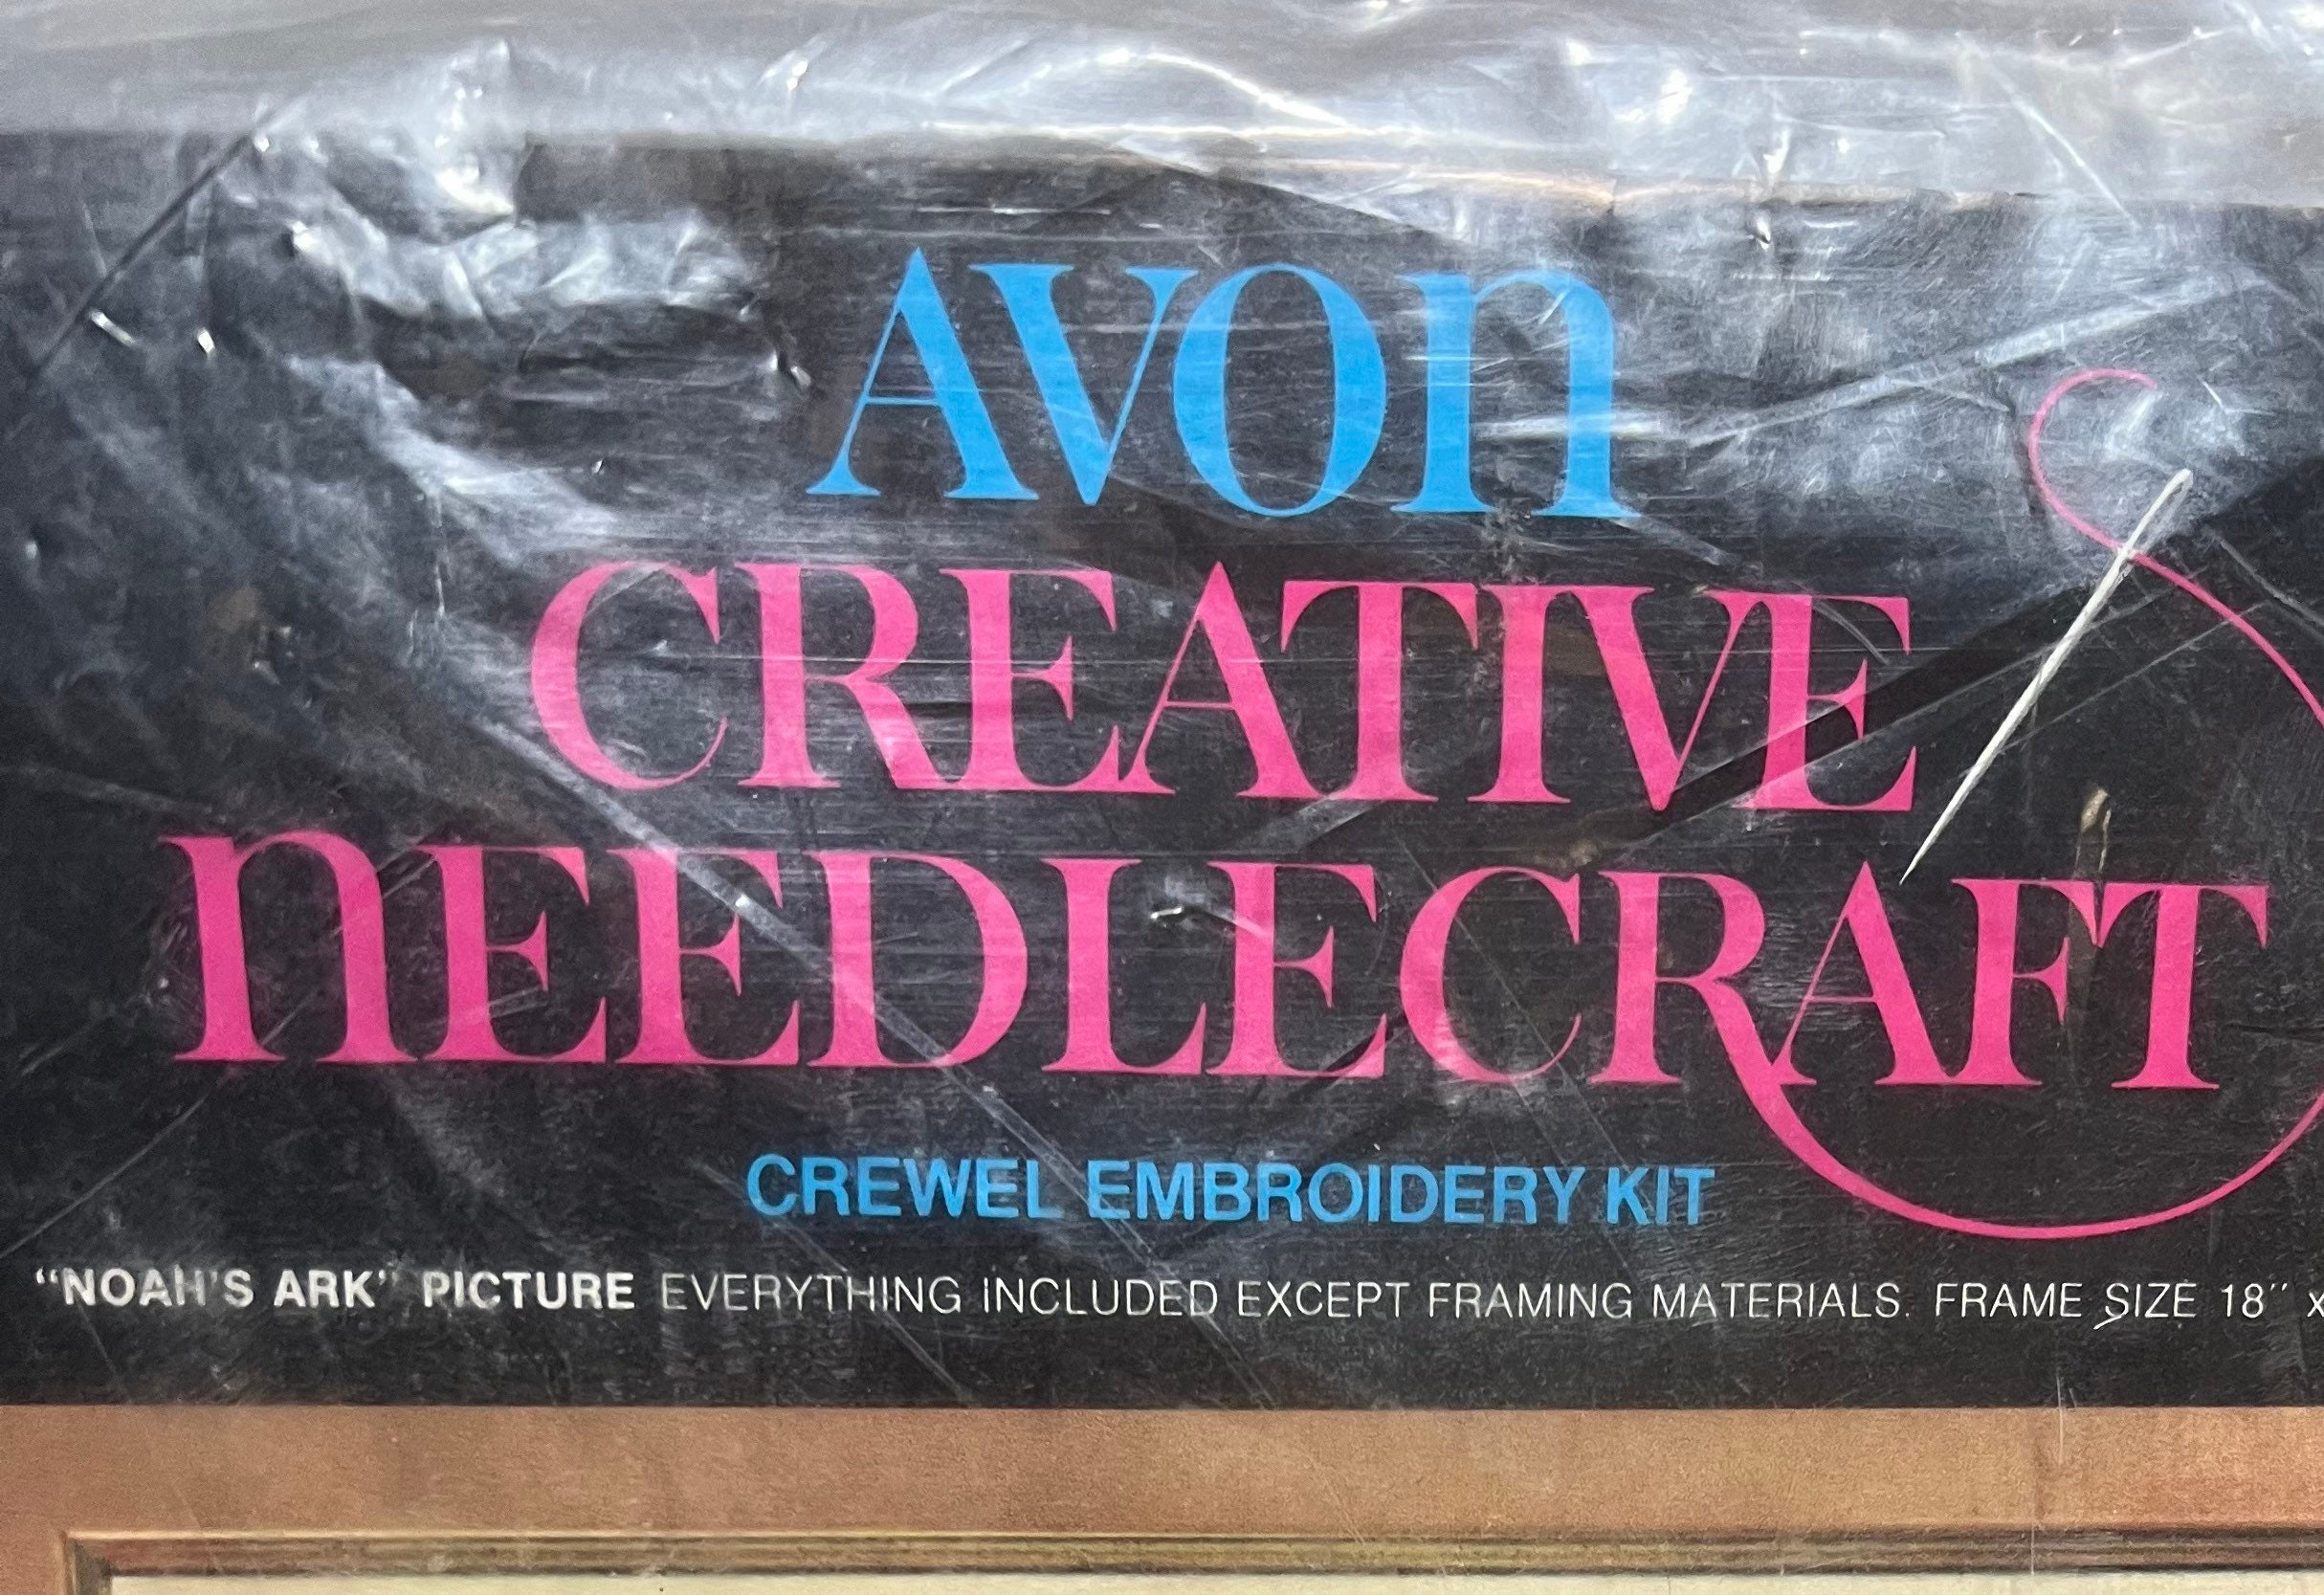 AVON
CREATIVE
NEEDLECRAFT
CREWEL EMBROIDERY KIT
"NOAH'S ARK" PICTURE EVERYTHING INCLUDED EXCEPT FRAMING MATERIALS. FRAME SIZE 18" x